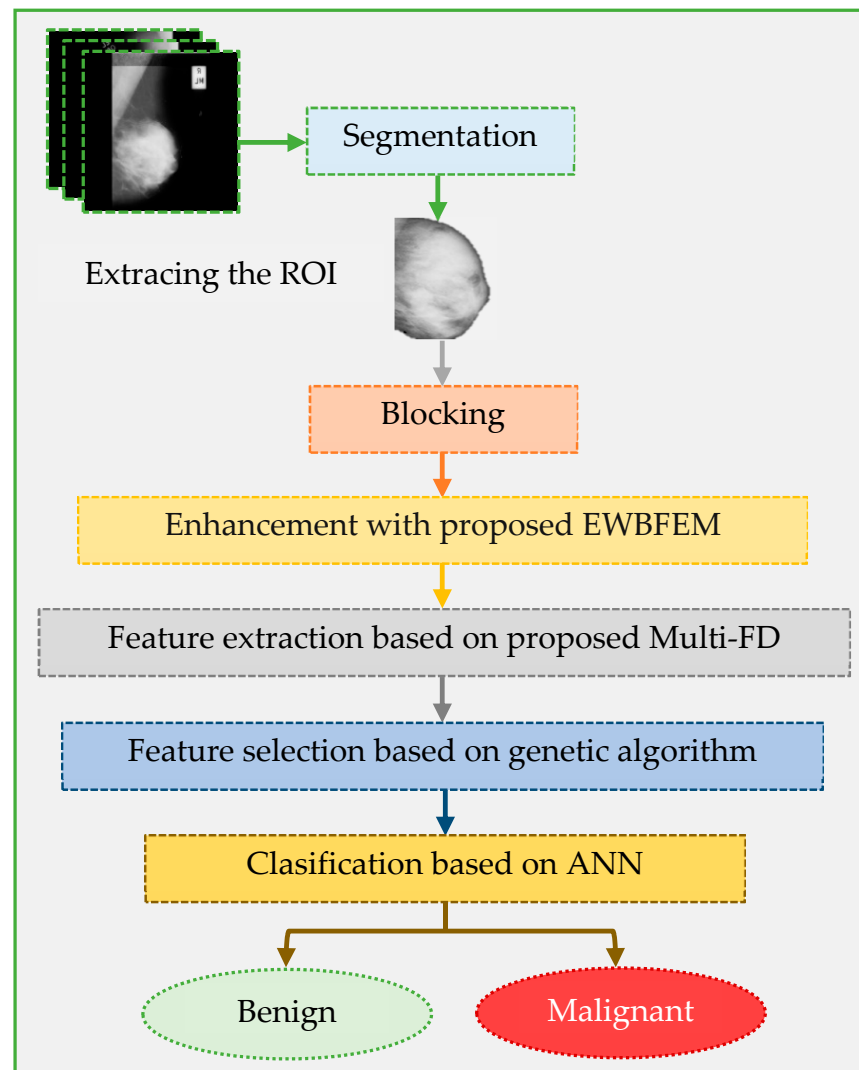 R
ML
Segmentation
Extracing the ROI
Blocking
Enhancement with proposed EWBFEM
Feature extraction based on proposed Multi-FD
Feature selection based on genetic algorithm
Clasification based on ANN
Benign
Malignant